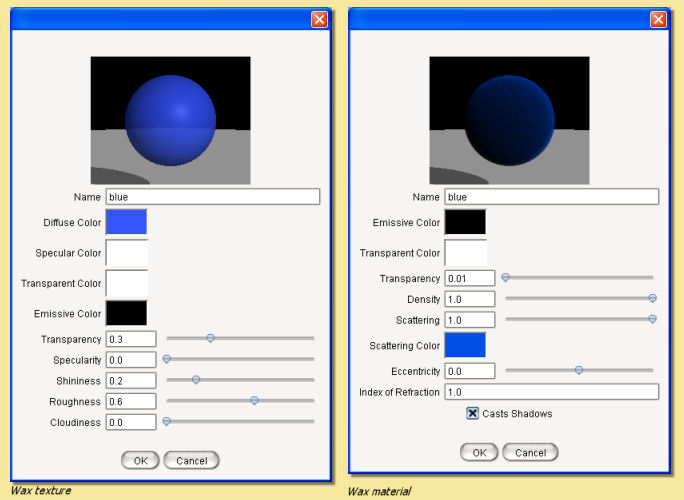 Name blue
Diffuse Color
Specular Color
Transparent Color
Emissive Color
Transparency 0.3
Specularity 0.0
Shininess 0.2
Roughness 0.6
Cloudiness 0.0
OK Cancel
Wax texture
Name blue
Emissive Color
Transparent Color
Transparency 0.01
Density 1.0
Scattering 1.0
Scattering Color
Eccentricity 0.0
Index of Refraction 1.0
Casts Shadows
OK Cancel
Wax material